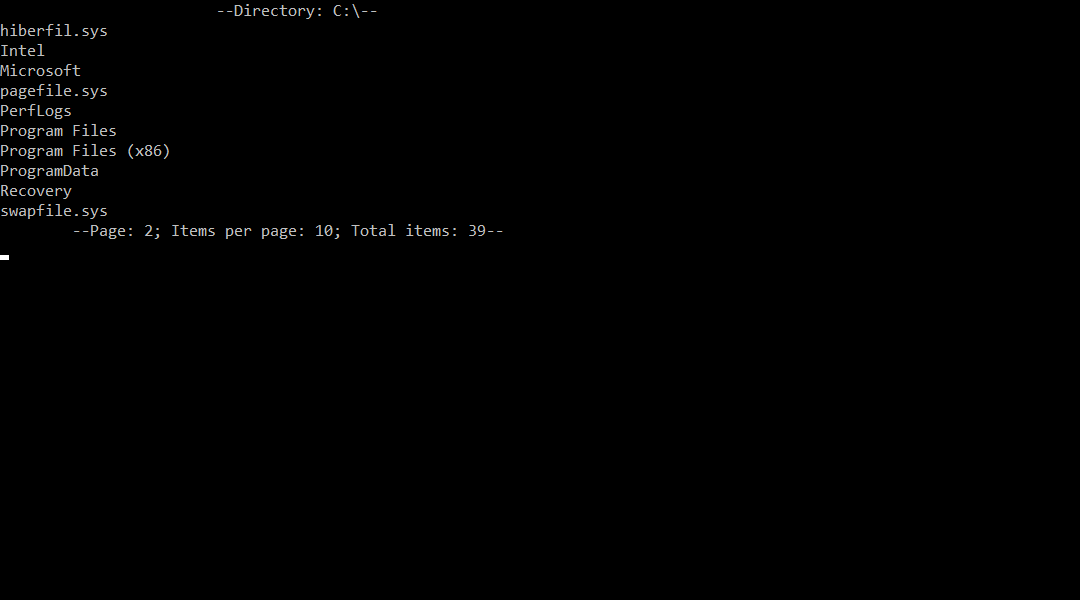 --Directory: C:\--
hiberfil.sys
Intel
Microsoft
pagefile.sys
PerfLogs
Program Files
Program Files (x86)
ProgramData
Recovery
swapfile.sys
--Page: 2; Items per page: 10; Total items: 39--